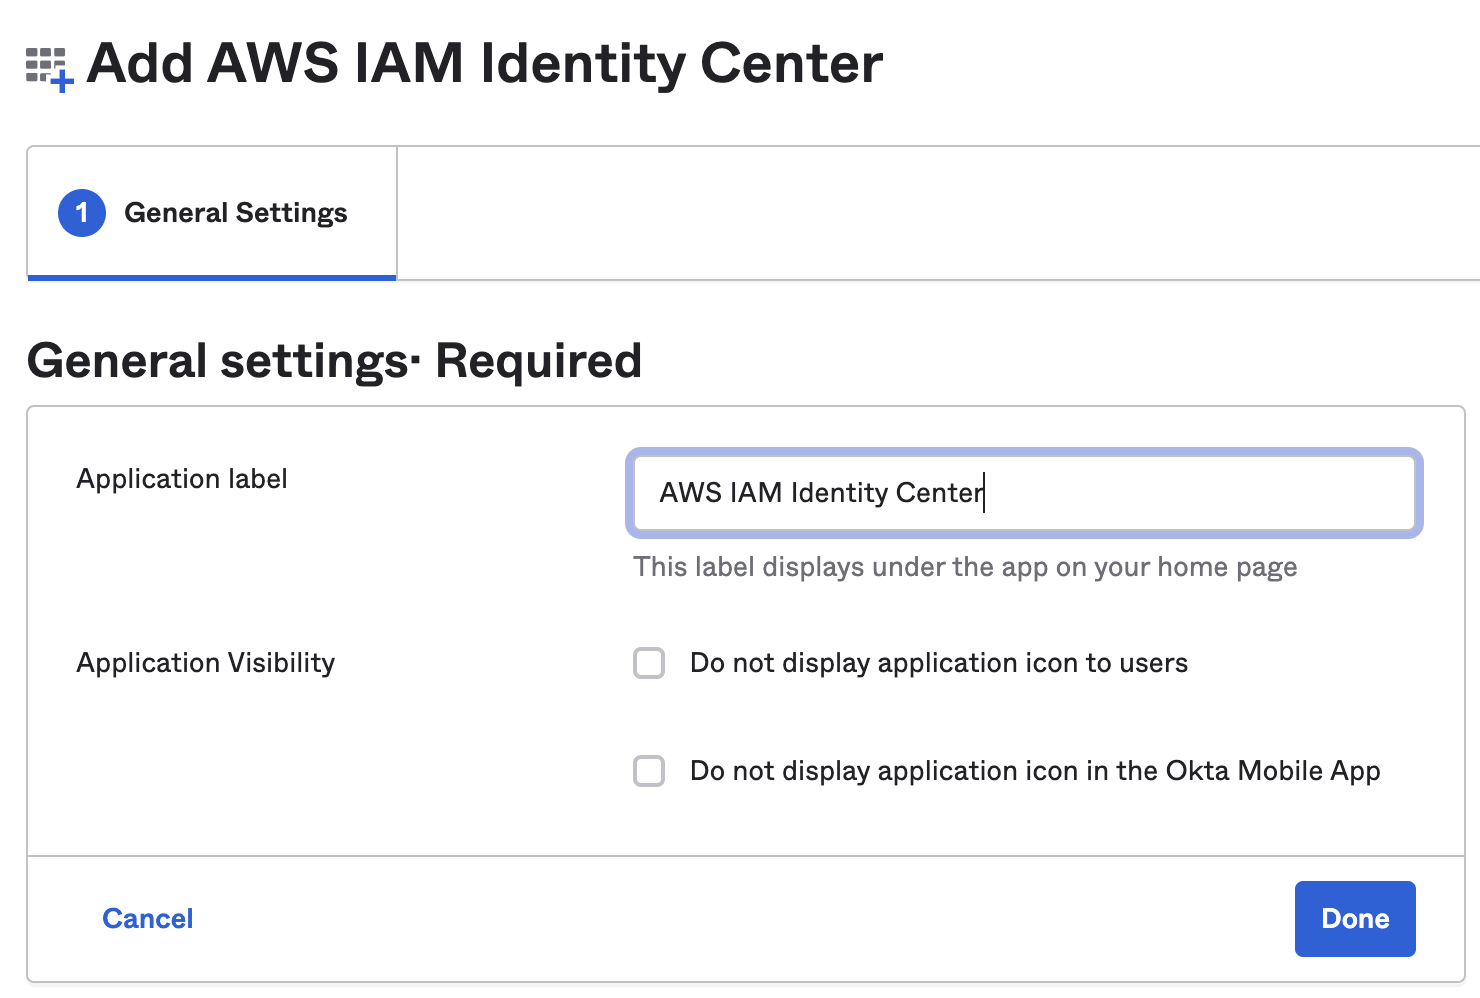 Add AWS IAM Identity Center
1 General Settings
General settings· Required
Application label
AWS IAM Identity Center
This label displays under the app on your home page
Application Visibility
Do not display application icon to users
Do not display application icon in the Okta Mobile App
Cancel
Done